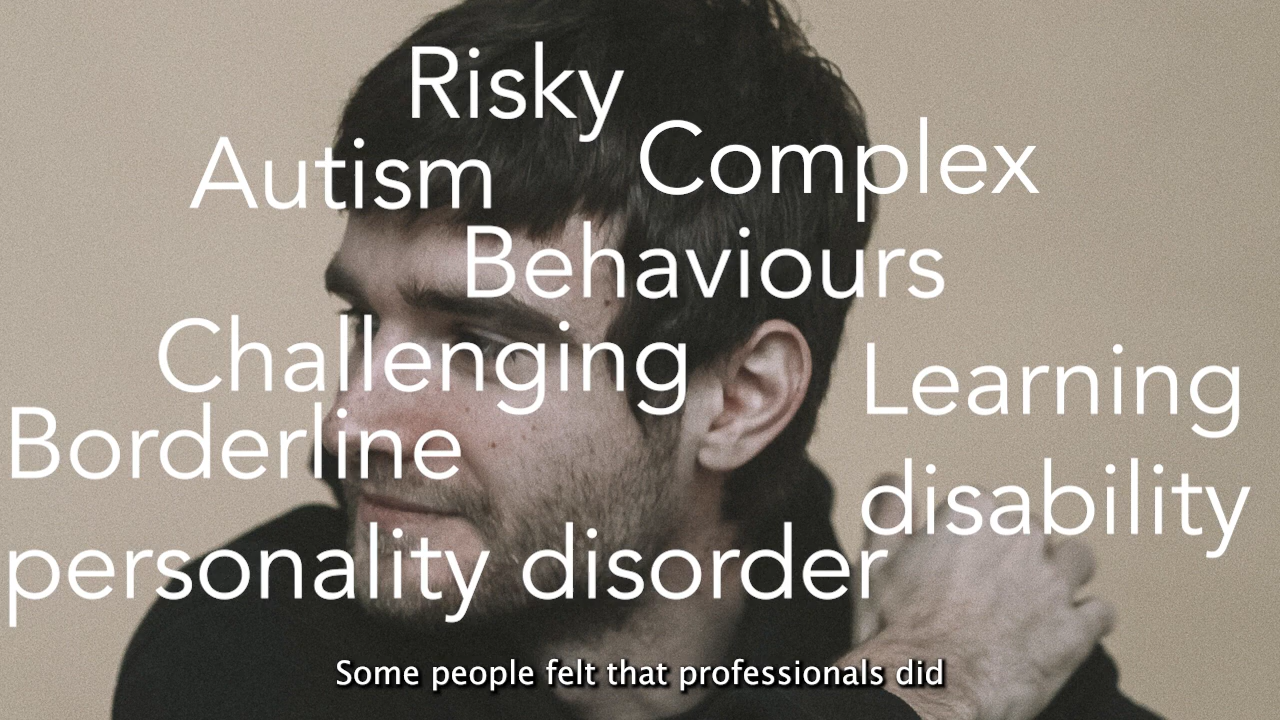 Risky
Autism
Complex
Behaviours
Challenging
Learning
disability
Borderline
personality disorder
Some people felt that professionals did